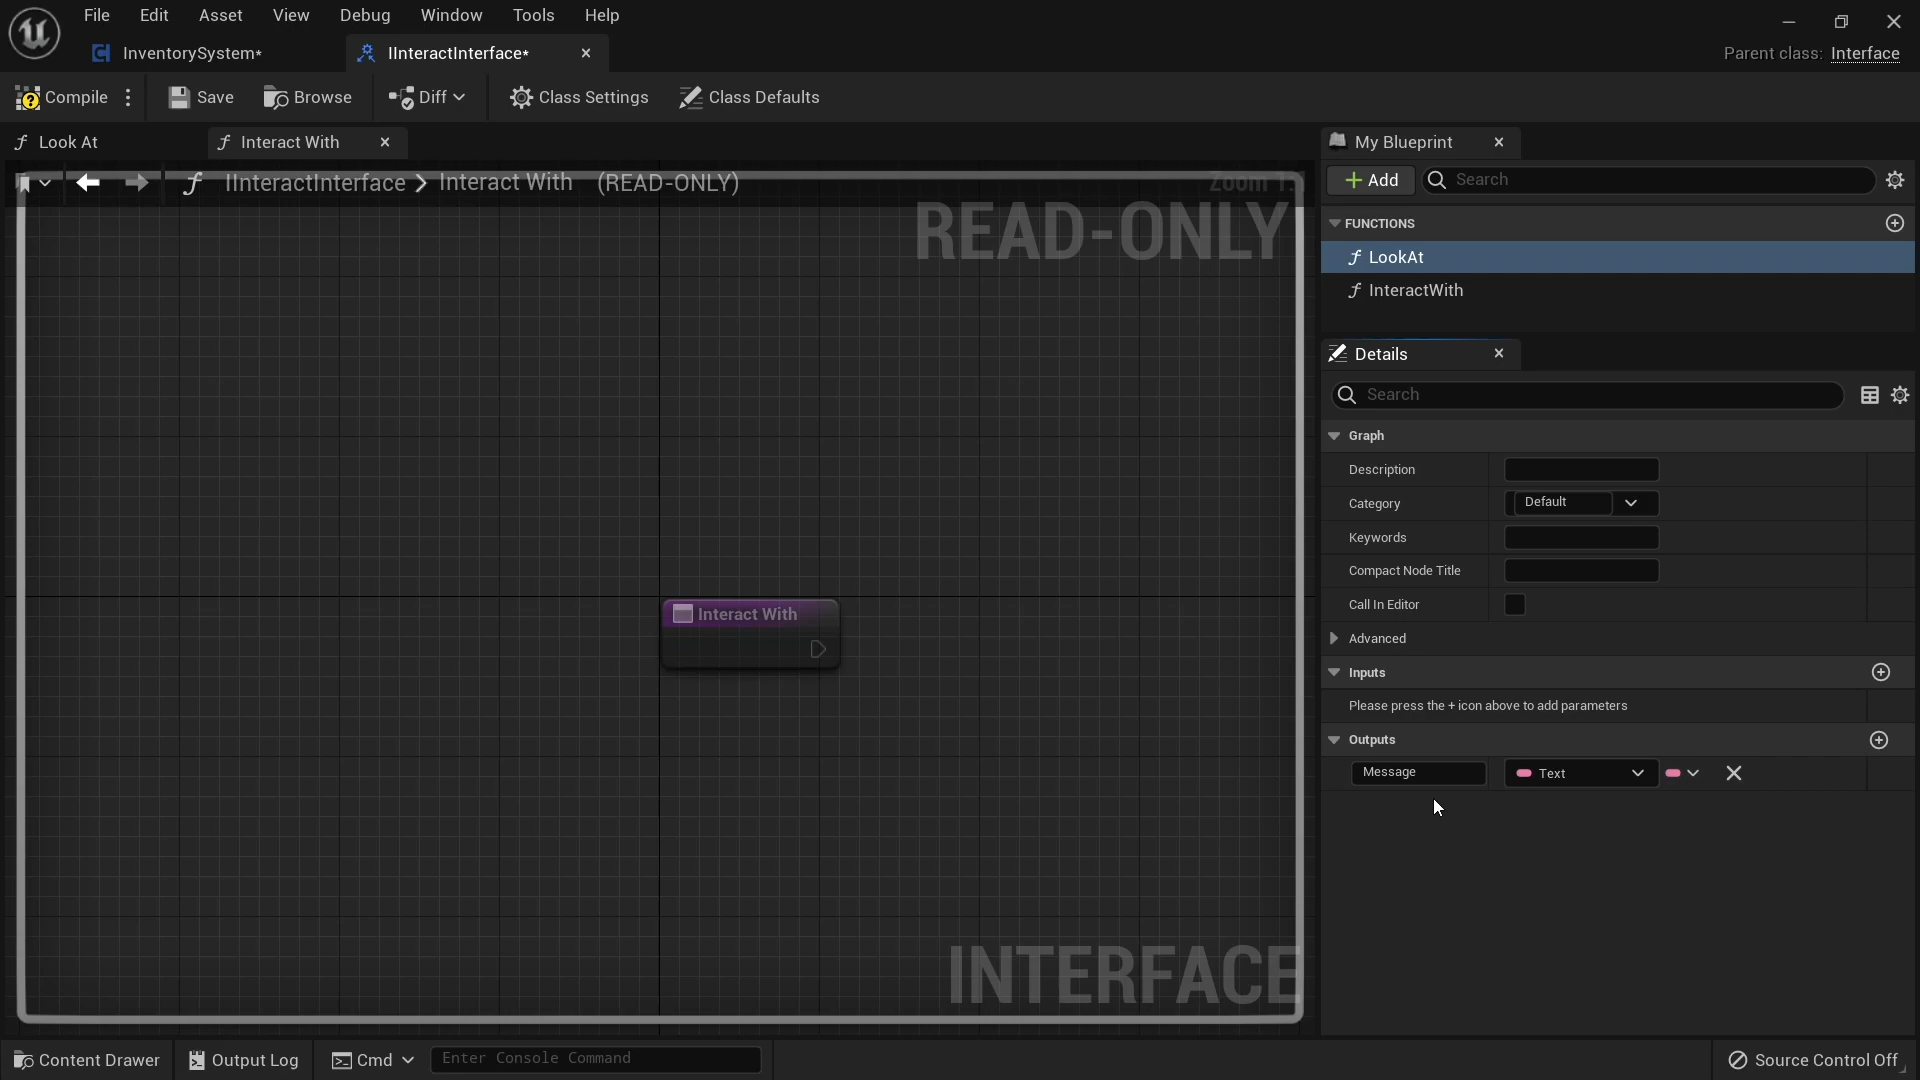 File Edit Asset View Debug Window Tools Help
InventorySystem* IInteractInterface*
Parent class: Interface
Compile Save Browse Diff Class Settings Class Defaults
Look At Interact With
IInteractInterface > Interact With (READ-ONLY)
Zoom 1:1
READ-ONLY
Interact With
INTERFACE
My Blueprint
+ Add Search
FUNCTIONS
LookAt
InteractWith
Details
Search
Graph
Description
Category Default
Keywords
Compact Node Title
Call In Editor
Advanced
Inputs
Please press the + icon above to add parameters
Outputs
Message Text
Content Drawer Output Log Cmd Enter Console Command Source Control Off